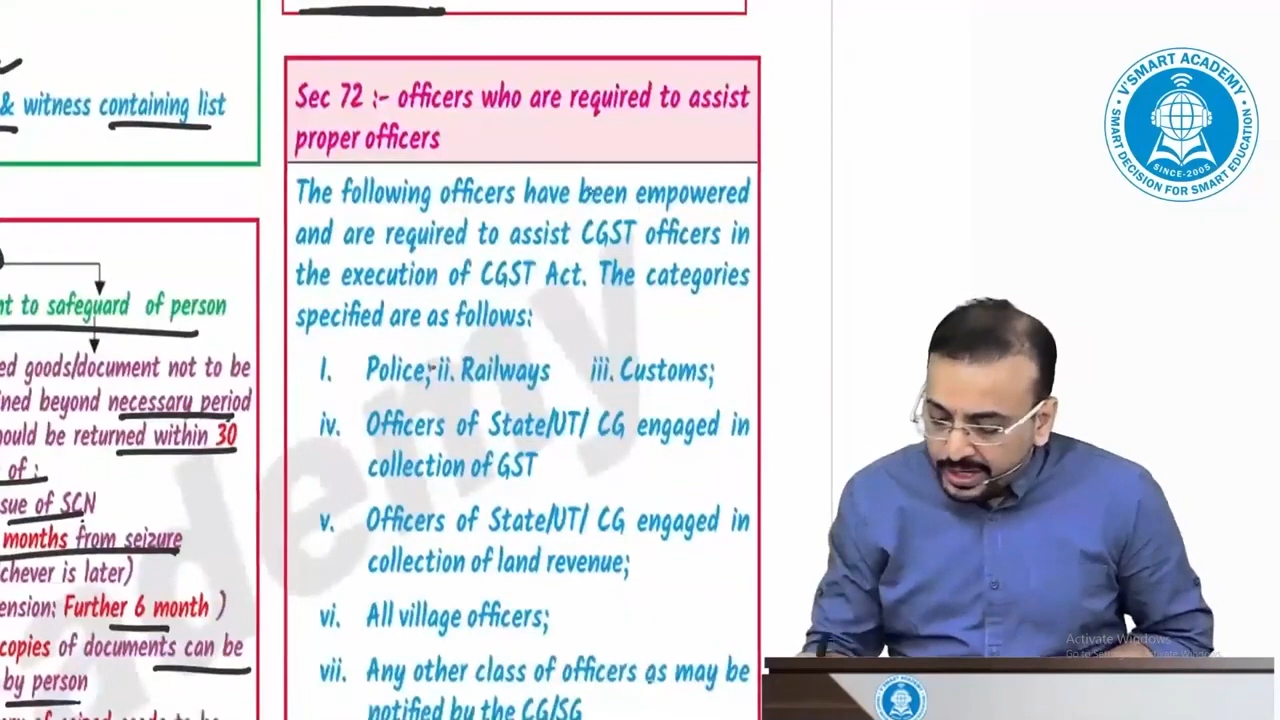 & witness containing list
nt to safeguard of person
ed goods/document not to be
ined beyond necessary period
hould be returned within 30
of :
sue of SCN
months from seizure
chever is later)
ension: Further 6 month )
copies of documents can be
by person
Sec 72 :- officers who are required to assist
proper officers
The following officers have been empowered
and are required to assist CGST officers in
the execution of CGST Act. The categories
specified are as follows:
I. Police; ii. Railways iii. Customs;
iv. Officers of State/UT/ CG engaged in
collection of GST
v. Officers of State/UT/ CG engaged in
collection of land revenue;
vi. All village officers;
vii. Any other class of officers as may be
notified by the CG/SG
ademy
V'SMART ACADEMY
SINCE-2005
SMART DECISION FOR SMART EDUCATION
Activate Windows